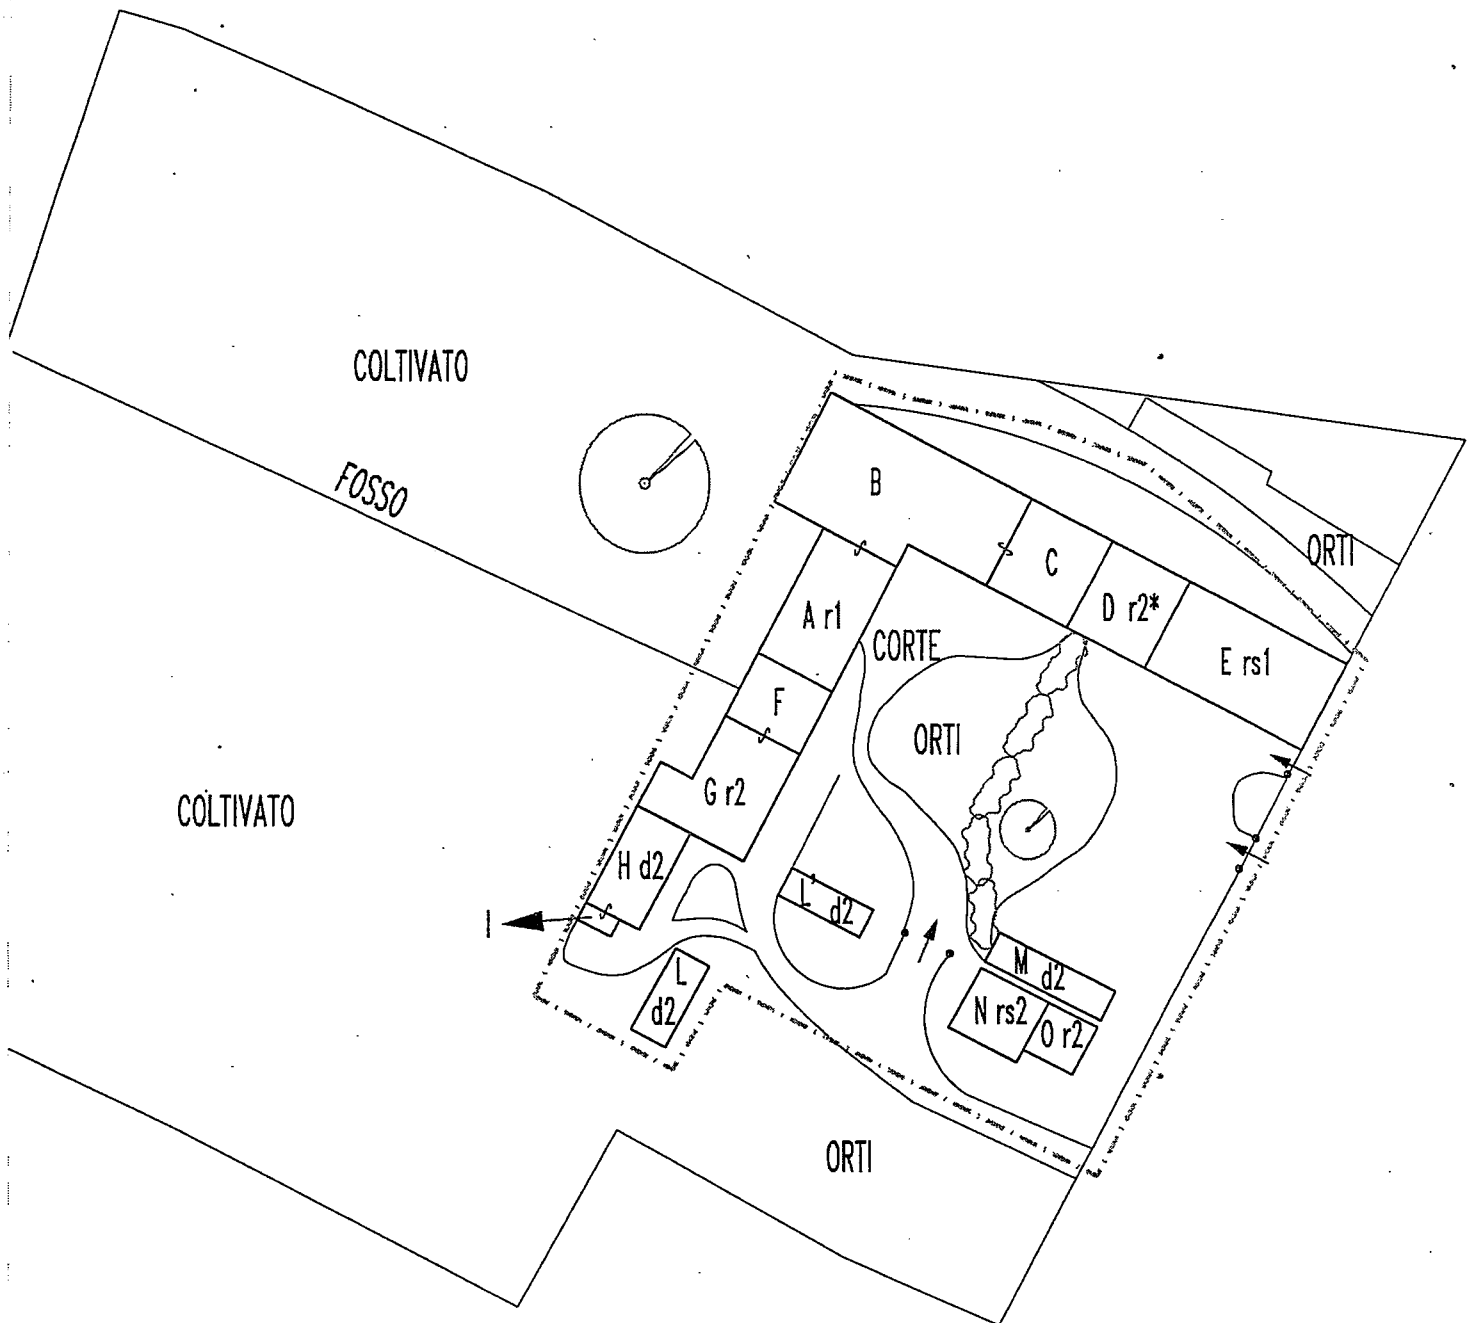 COLTIVATO
FOSSO
B
C
ORTI
D r2*
A r1
CORTE
E rs1
F
ORTI
G r2
COLTIVATO
H d2
L d2
I
M d2
L
d2
N rs2
O r2
ORTI